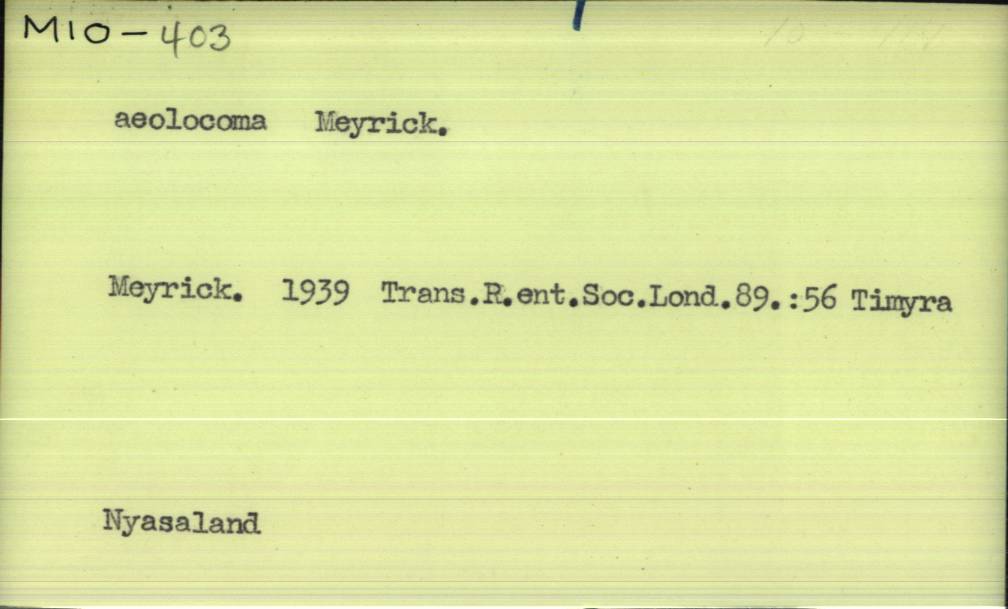 M10-403
aeolocoma Meyrick.
Meyrick. 1939 Trans.R.ent.Soc.Lond.89.:56 Timyra
Nyasaland